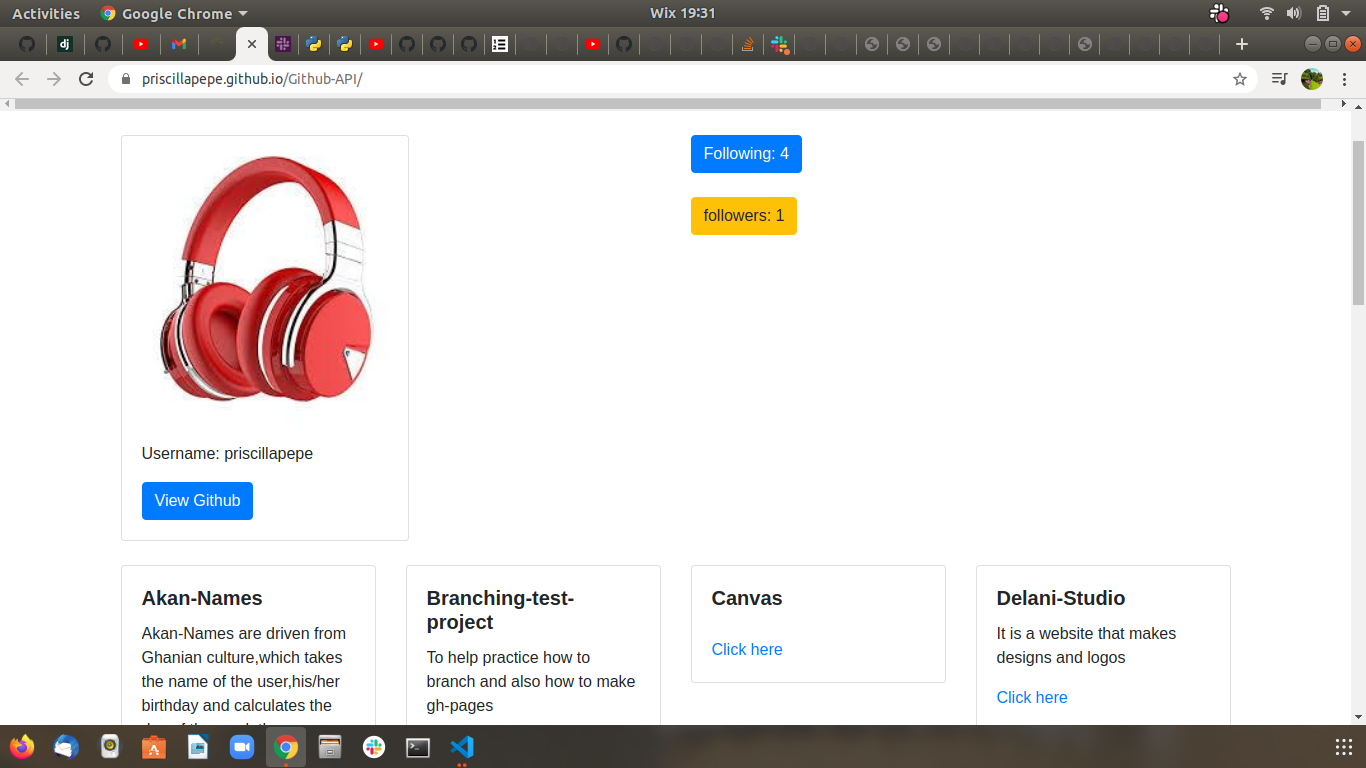 Activities
Google Chrome
Wix 19:31
dj
priscillapepe.github.io/Github-API/
Following: 4
followers: 1
Username: priscillapepe
View Github
Akan-Names
Akan-Names are driven from
Ghanian culture,which takes
the name of the user,his/her
birthday and calculates the
Branching-test-
project
To help practice how to
branch and also how to make
gh-pages
Canvas
Click here
Delani-Studio
It is a website that makes
designs and logos
Click here